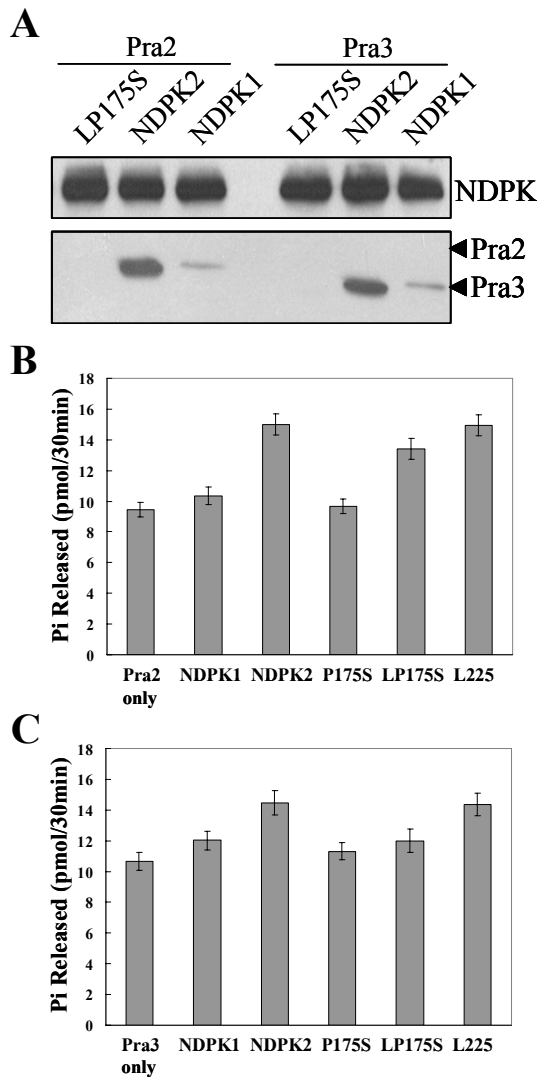 A
Pra2 Pra3
LP175S NDPK2 NDPK1 LP175S NDPK2 NDPK1
NDPK
Pra2
Pra3
B
Pi Released (pmol/30min)
18
16
14
12
10
8
6
4
2
0
Pra2 only NDPK1 NDPK2 P175S LP175S L225
C
Pi Released (pmol/30min)
18
16
14
12
10
8
6
4
2
0
Pra3 only NDPK1 NDPK2 P175S LP175S L225